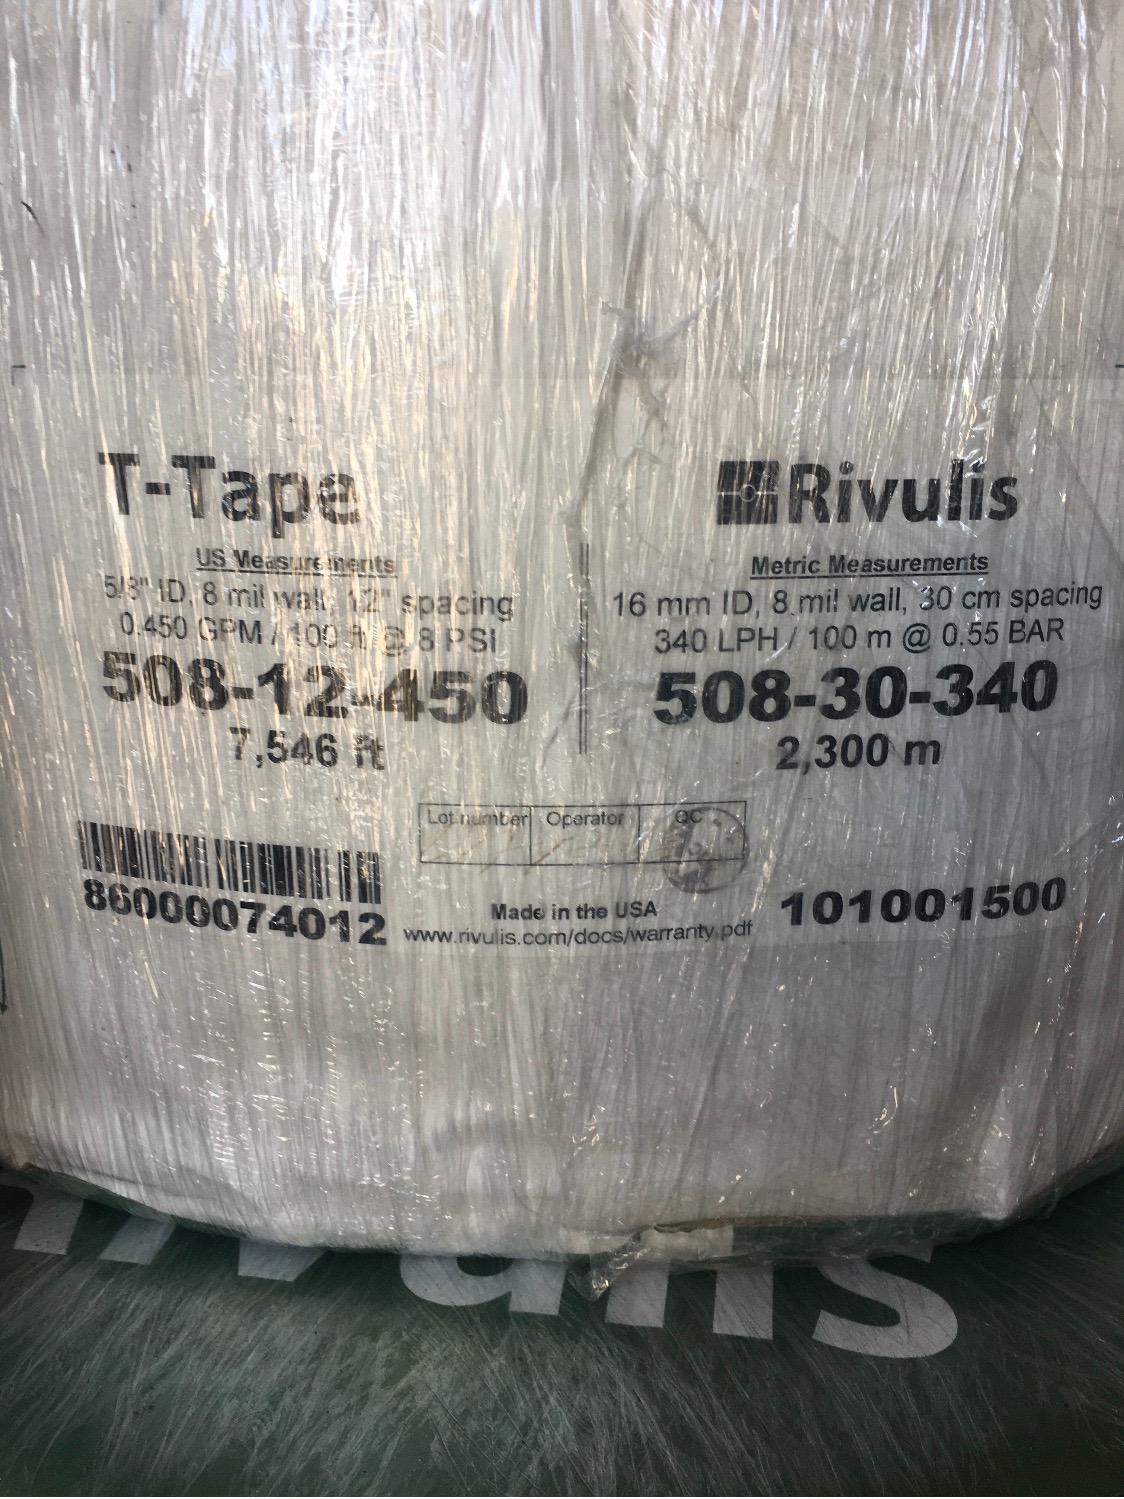 T-Tape
Rivulis
US Measurements
5/8" ID, 8 mil wall, 12" spacing
0.450 GPM / 100 ft @ 8 PSI
508-12-450
7,546 ft
Metric Measurements
16 mm ID, 8 mil wall, 30 cm spacing
340 LPH / 100 m @ 0.55 BAR
508-30-340
2,300 m
Lot number Operator QC
86000074012
Made in the USA
www.rivulis.com/docs/warranty.pdf
101001500